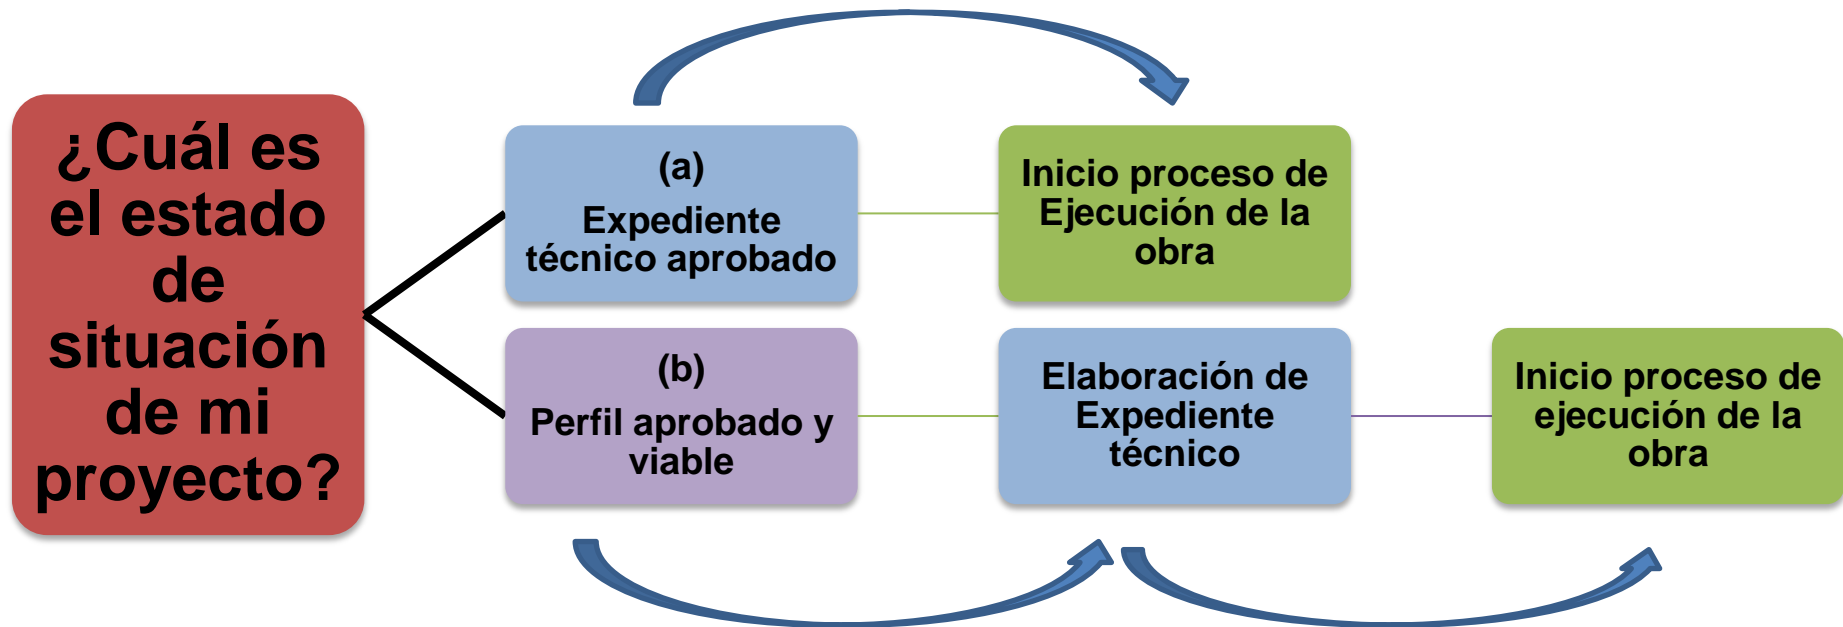 ¿Cuál es
el estado
de
situación
de mi
proyecto?
(a)
Expediente
técnico aprobado
Inicio proceso de
Ejecución de la
obra
(b)
Perfil aprobado y
viable
Elaboración de
Expediente
técnico
Inicio proceso de
ejecución de la
obra